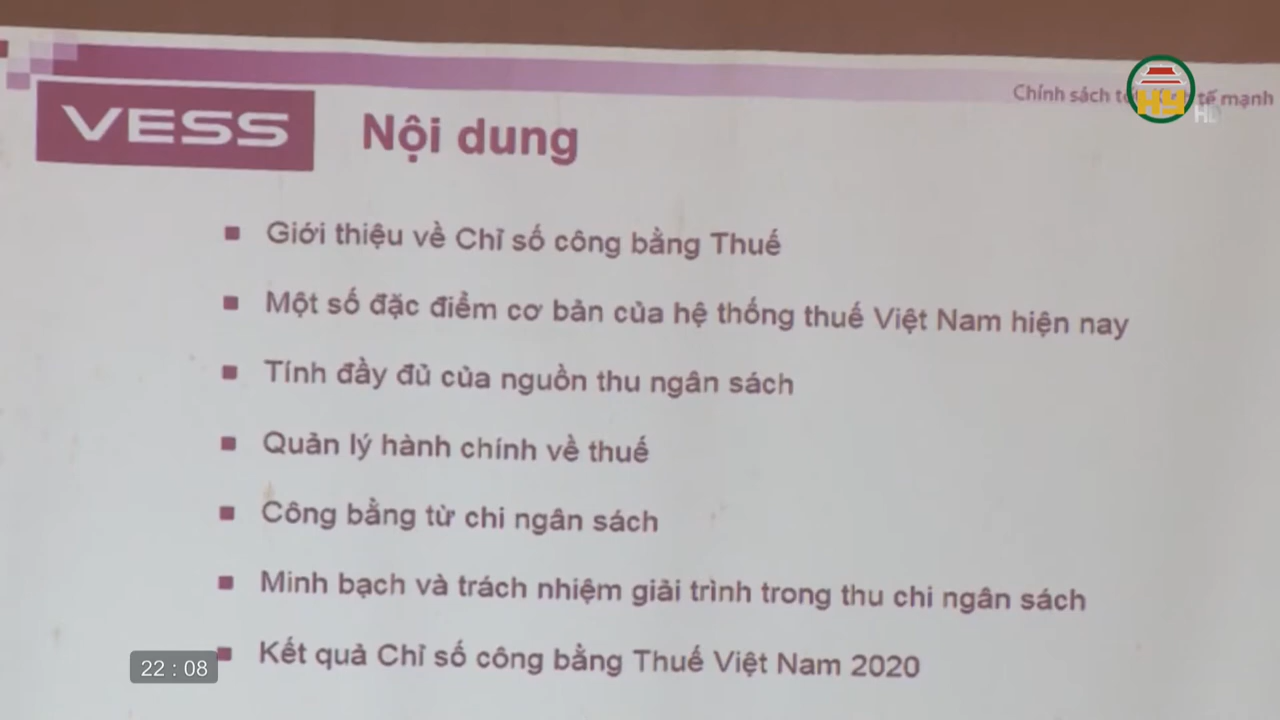 Chính sách tế mạnh
HY
HD
VESS
Nội dung
Giới thiệu về Chỉ số công bằng Thuế
Một số đặc điểm cơ bản của hệ thống thuế Việt Nam hiện nay
Tính đầy đủ của nguồn thu ngân sách
Quản lý hành chính về thuế
Công bằng từ chi ngân sách
Minh bạch và trách nhiệm giải trình trong thu chi ngân sách
Kết quả Chỉ số công bằng Thuế Việt Nam 2020
22 : 08